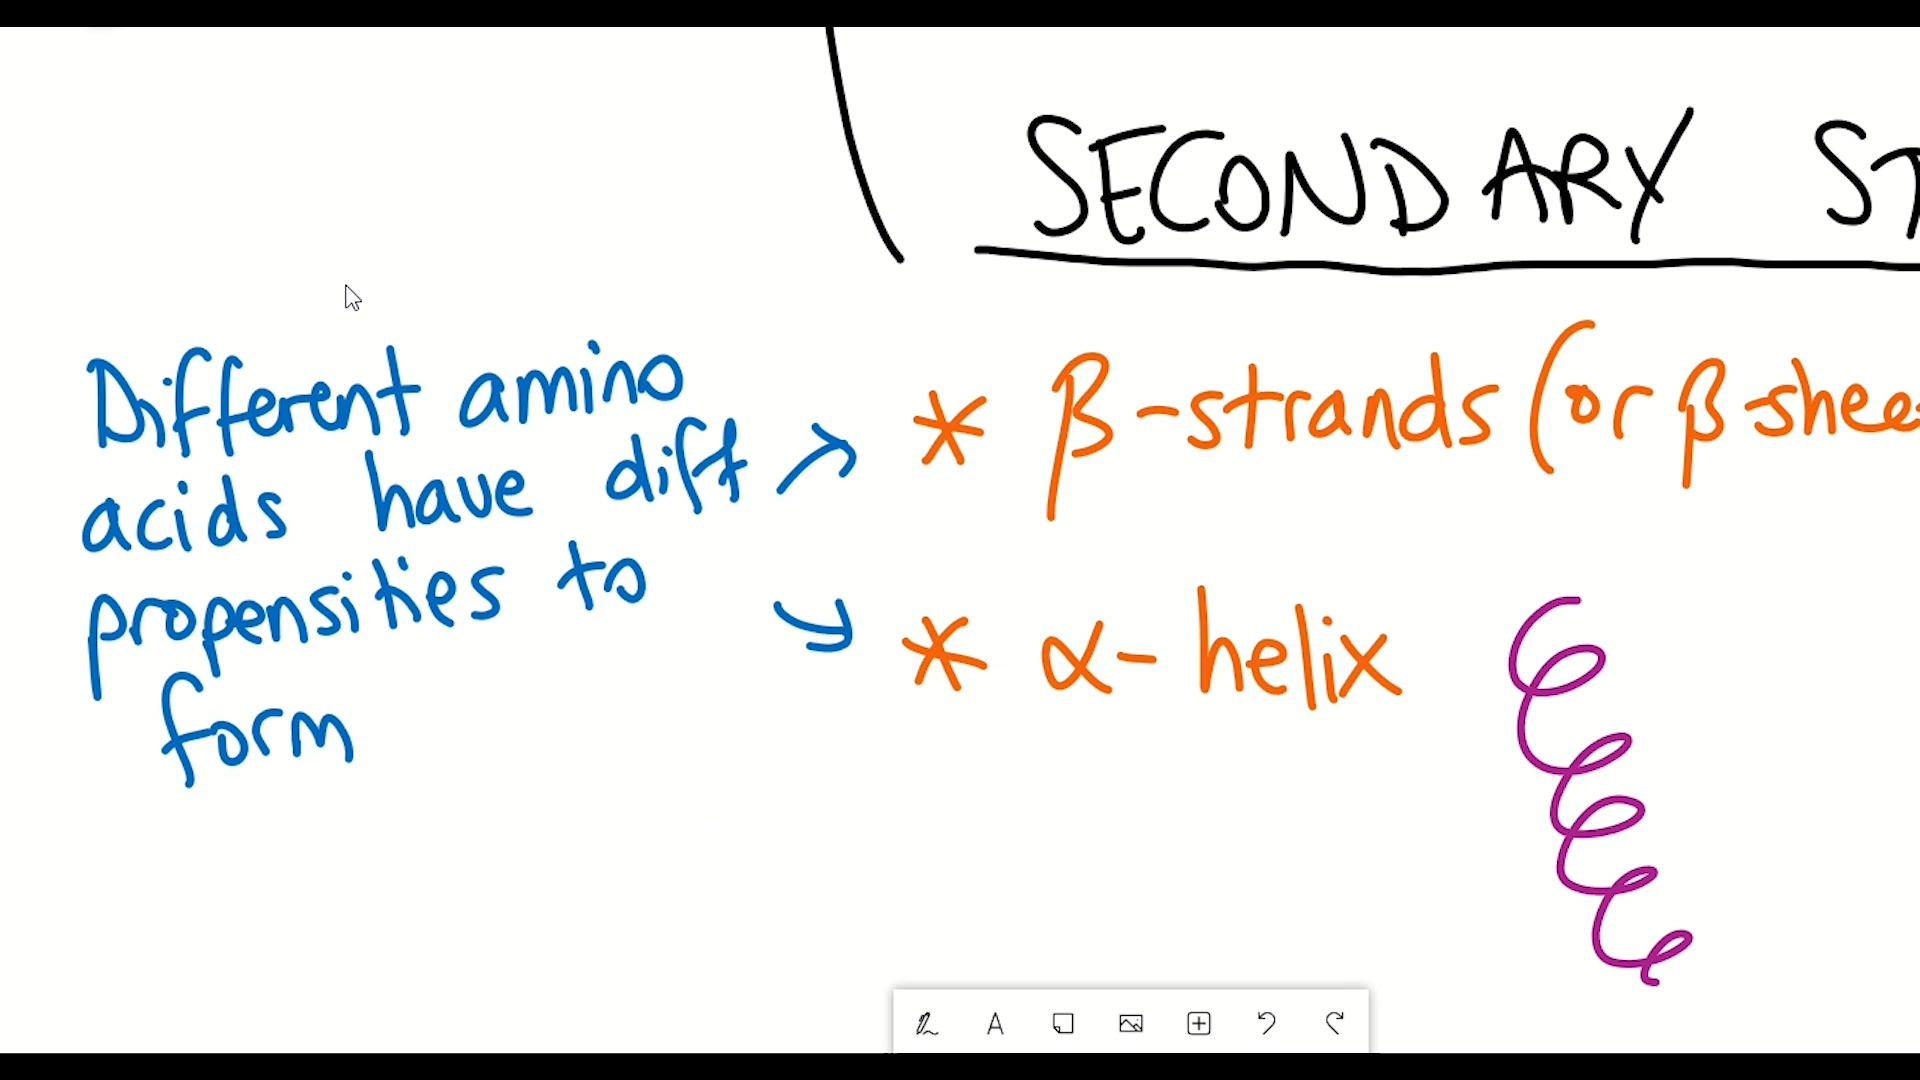 SECONDARY ST
Different amino
acids have diff
propensities to
form
* β-strands (or β-shee
* α-helix
A